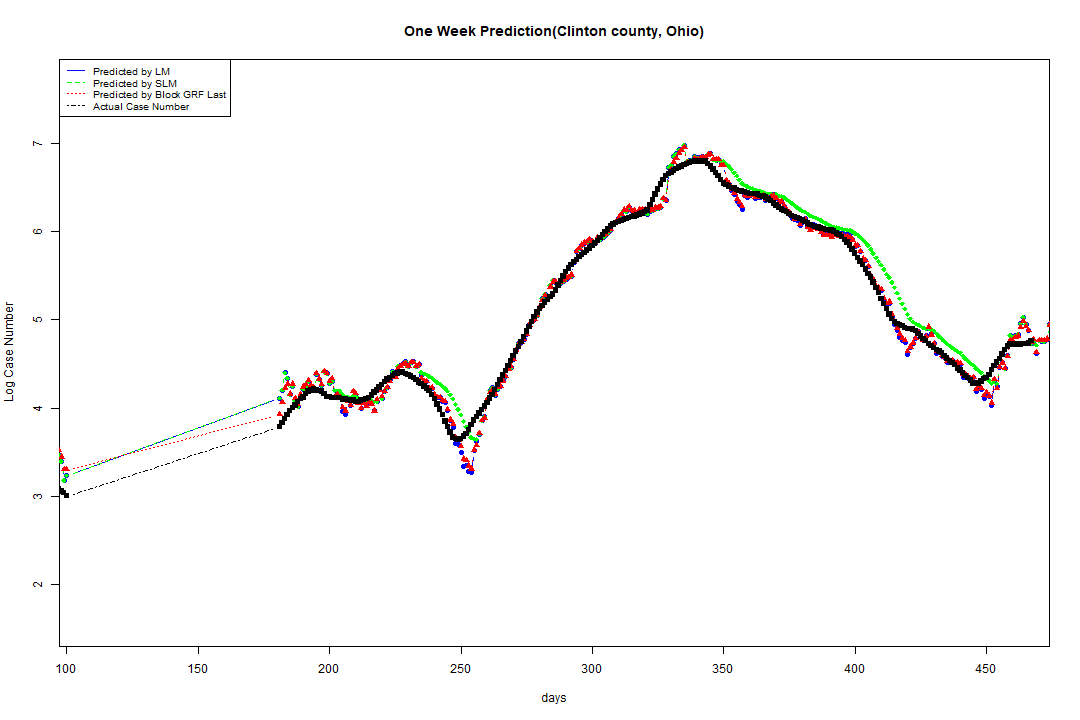 One Week Prediction(Clinton county, Ohio)
Predicted by LM
Predicted by SLM
Predicted by Block GRF Last
Actual Case Number
7
6
5
4
3
2
Log Case Number
100 150 200 250 300 350 400 450
days